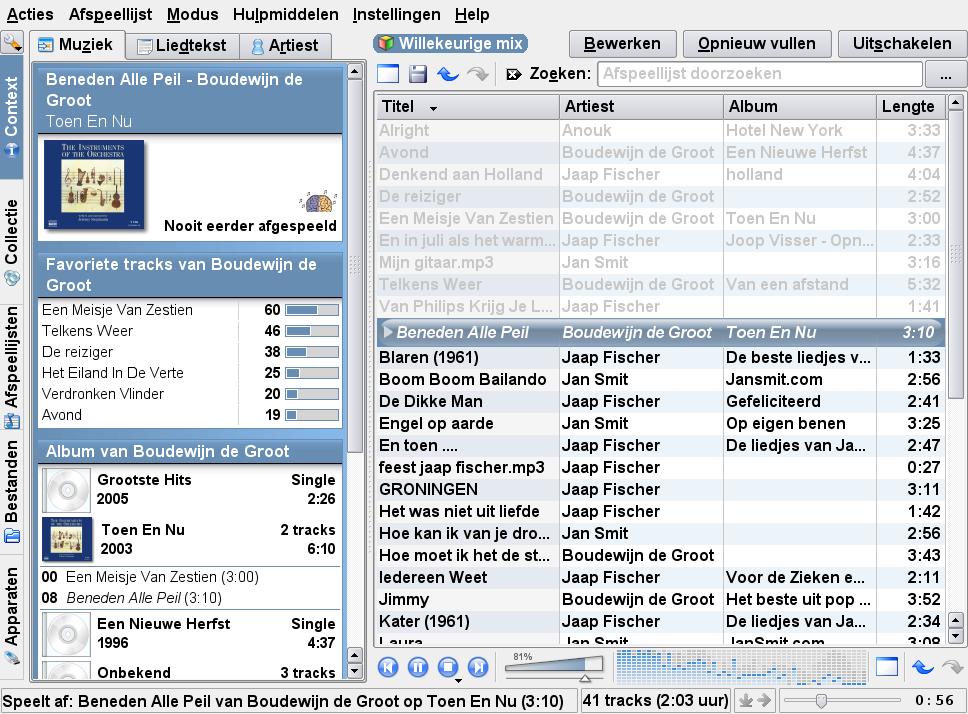 Acties Afspeellijst Modus Hulpmiddelen Instellingen Help
Context
Collectie
Afspeellijsten
Bestanden
Apparaten
Muziek Liedtekst Artiest
Beneden Alle Peil - Boudewijn de
Groot
Toen En Nu
THE INSTRUMENTS
OF THE ORCHESTRA
Nooit eerder afgespeeld
Favoriete tracks van Boudewijn de
Groot
Een Meisje Van Zestien 60
Telkens Weer 46
De reiziger 38
Het Eiland In De Verte 25
Verdronken Vlinder 20
Avond 19
Album van Boudewijn de Groot
Grootste Hits Single
2005 2:26
Toen En Nu 2 tracks
2003 6:10
00 Een Meisje Van Zestien (3:00)
08 Beneden Alle Peil (3:10)
Een Nieuwe Herfst Single
1996 4:37
Onbekend 3 tracks
Willekeurige mix Bewerken Opnieuw vullen Uitschakelen
Zoeken: Afspeellijst doorzoeken ...
Titel Artiest Album Lengte
Alright Anouk Hotel New York 3:33
Avond Boudewijn de Groot Een Nieuwe Herfst 4:37
Denkend aan Holland Jaap Fischer holland 4:04
De reiziger Boudewijn de Groot 2:52
Een Meisje Van Zestien Boudewijn de Groot Toen En Nu 3:00
En in juli als het warm... Jaap Fischer Joop Visser - Opn... 2:33
Mijn gitaar.mp3 Jan Smit 3:16
Telkens Weer Boudewijn de Groot Van een afstand 5:32
Van Philips Krijg Je L... Jaap Fischer 1:41
Beneden Alle Peil Boudewijn de Groot Toen En Nu 3:10
Blaren (1961) Jaap Fischer De beste liedjes v... 1:33
Boom Boom Bailando Jan Smit Jansmit.com 2:56
De Dikke Man Jaap Fischer Gefeliciteerd 2:41
Engel op aarde Jan Smit Op eigen benen 3:25
En toen .... Jaap Fischer De liedjes van Ja... 2:47
feest jaap fischer.mp3 Jaap Fischer 0:27
GRONINGEN Jaap Fischer 3:11
Het was niet uit liefde Jaap Fischer 1:42
Hoe kan ik van je dro... Jan Smit 2:56
Hoe moet ik het de st... Boudewijn de Groot 3:43
Iedereen Weet Jaap Fischer Voor de Zieken e... 2:11
Jimmy Boudewijn de Groot Het beste uit pop ... 3:52
Kater (1961) Jaap Fischer De liedjes van Ja... 2:34
Laura Jan Smit JanSmit.com 3:08
81%
Speelt af: Beneden Alle Peil van Boudewijn de Groot op Toen En Nu (3:10) 41 tracks (2:03 uur) 0:56